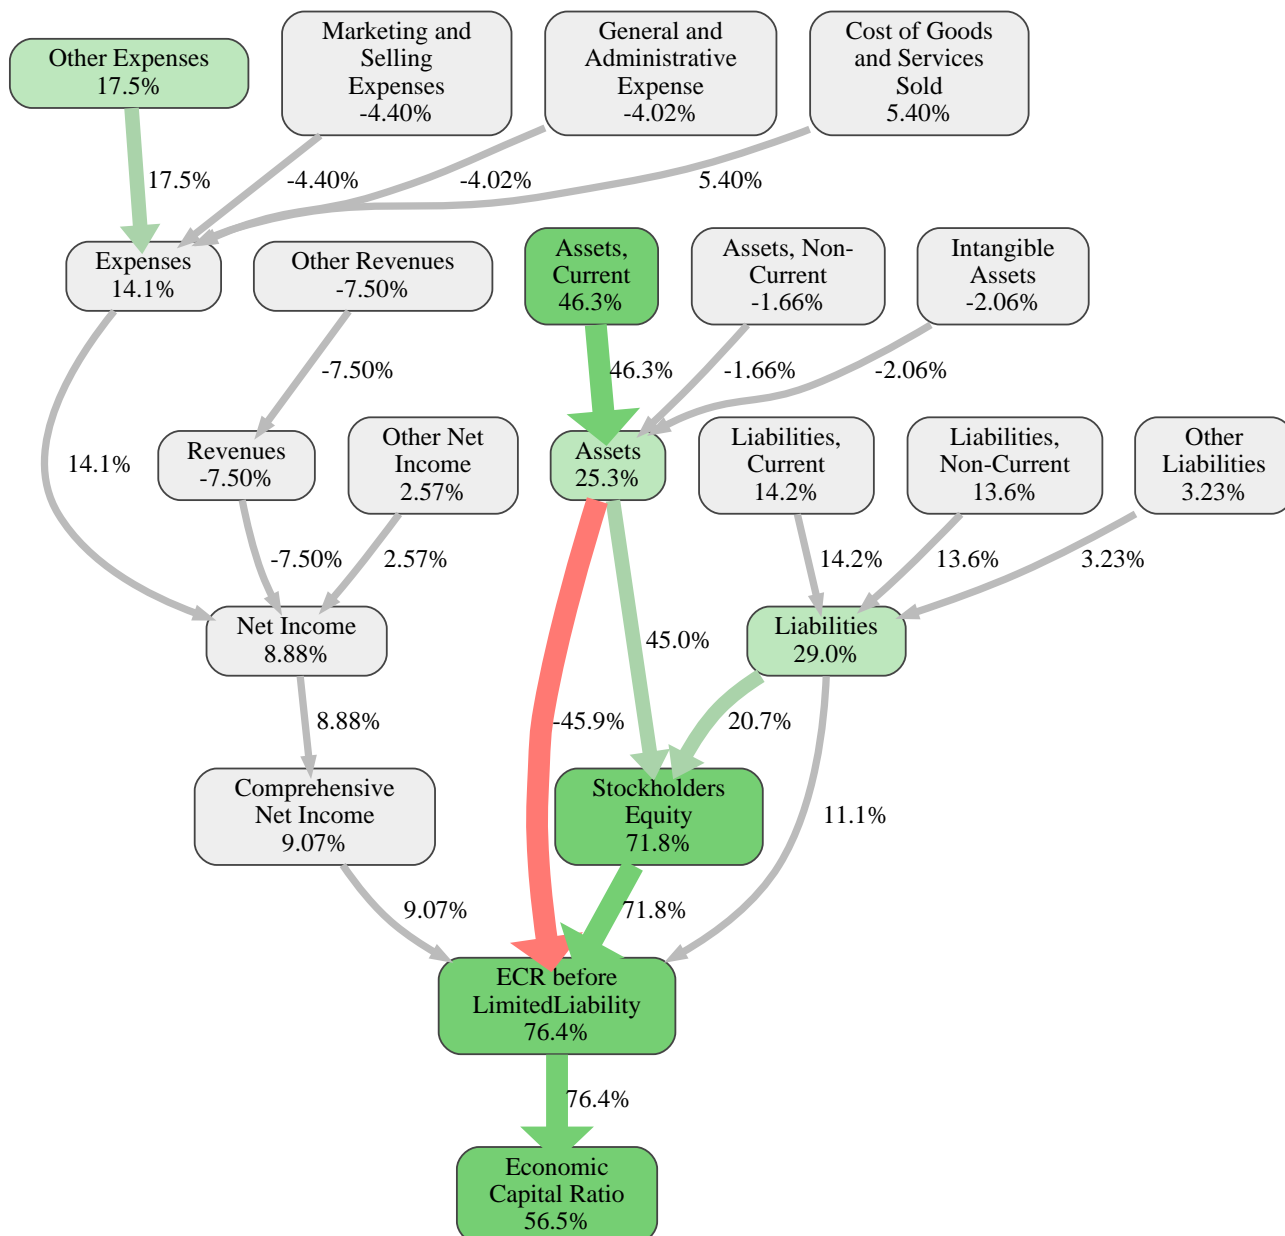 Other Expenses
17.5%
Marketing and
Selling
Expenses
-4.40%
General and
Administrative
Expense
-4.02%
Cost of Goods
and Services
Sold
5.40%
17.5%
-4.40%
-4.02%
5.40%
Expenses
14.1%
Other Revenues
-7.50%
Assets,
Current
46.3%
Assets, Non-
Current
-1.66%
Intangible
Assets
-2.06%
-7.50%
46.3%
-1.66%
-2.06%
14.1%
Revenues
-7.50%
Other Net
Income
2.57%
Assets
25.3%
Liabilities,
Current
14.2%
Liabilities,
Non-Current
13.6%
Other
Liabilities
3.23%
-7.50%
2.57%
14.2%
13.6%
3.23%
Net Income
8.88%
45.0%
Liabilities
29.0%
8.88%
-45.9%
20.7%
Comprehensive
Net Income
9.07%
Stockholders
Equity
71.8%
11.1%
9.07%
71.8%
ECR before
LimitedLiability
76.4%
76.4%
Economic
Capital Ratio
56.5%